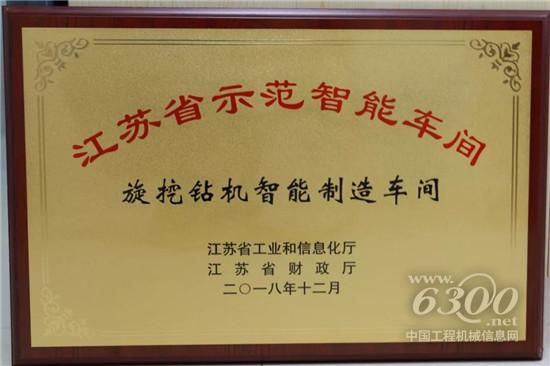 江苏省示范智能车间
旋挖钻机智能制造车间
江苏省工业和信息化厅
江苏省财政厅
二〇一八年十二月
www.
6300
.net
中国工程机械信息网